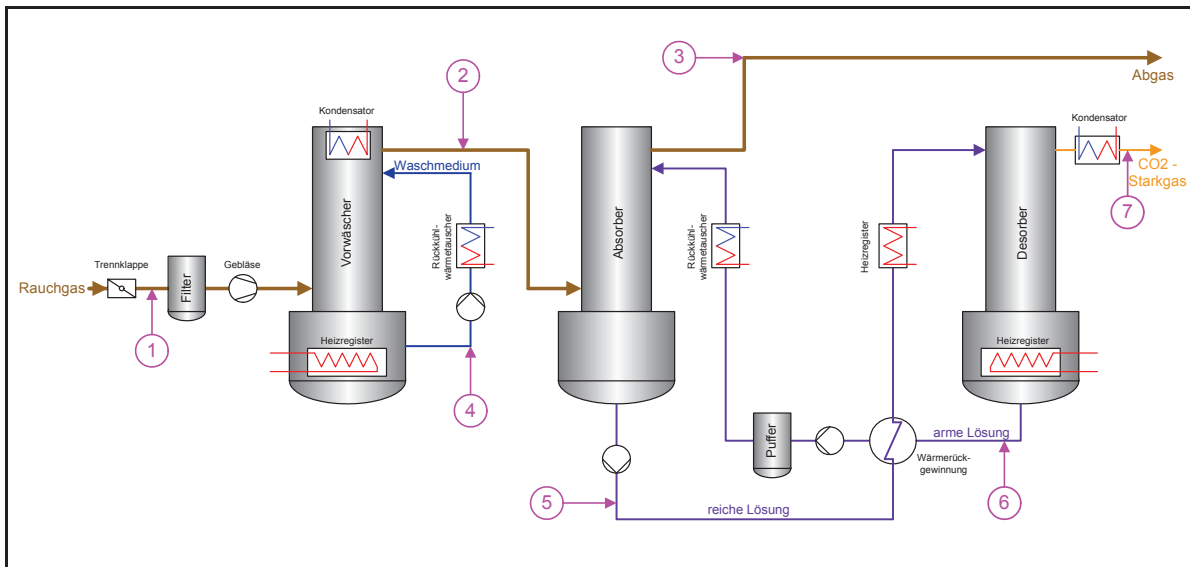 3
Abgas
2
Kondensator
Kondensator
Waschmedium
CO2 -
Starkgas
7
Vorwäscher
Rückkühl-
wärmetauscher
Absorber
Rückkühl-
wärmetauscher
Heizregister
Desorber
Trennklappe
Filter
Gebläse
Rauchgas
1
Heizregister
4
Heizregister
Puffer
arme Lösung
Wärmerück-
gewinnung
5
reiche Lösung
6